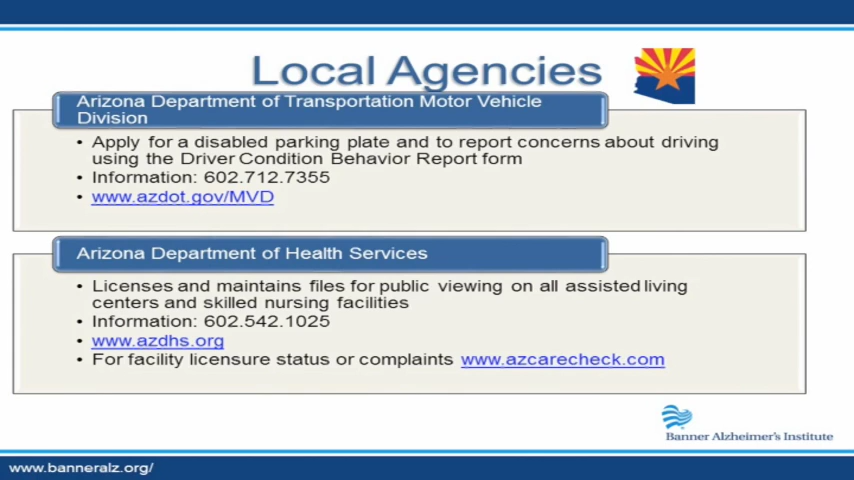 Local Agencies
Arizona Department of Transportation Motor Vehicle
Division
• Apply for a disabled parking plate and to report concerns about driving
using the Driver Condition Behavior Report form
• Information: 602.712.7355
• www.azdot.gov/MVD
Arizona Department of Health Services
• Licenses and maintains files for public viewing on all assisted living
centers and skilled nursing facilities
• Information: 602.542.1025
• www.azdhs.org
• For facility licensure status or complaints www.azcarecheck.com
Banner Alzheimer's Institute
www.banneralz.org/